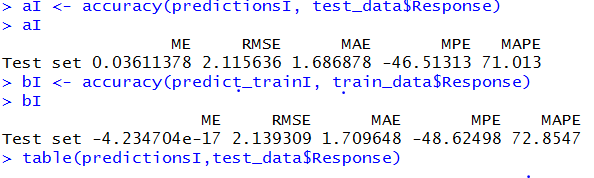 > aI <- accuracy(predictionsI, test_data$Response)
> aI
ME RMSE MAE MPE MAPE
Test set 0.03611378 2.115636 1.686878 -46.51313 71.013
> bI <- accuracy(predict_trainI, train_data$Response)
> bI
ME RMSE MAE MPE MAPE
Test set -4.234704e-17 2.139309 1.709648 -48.62498 72.8547
> table(predictionsI,test_data$Response)